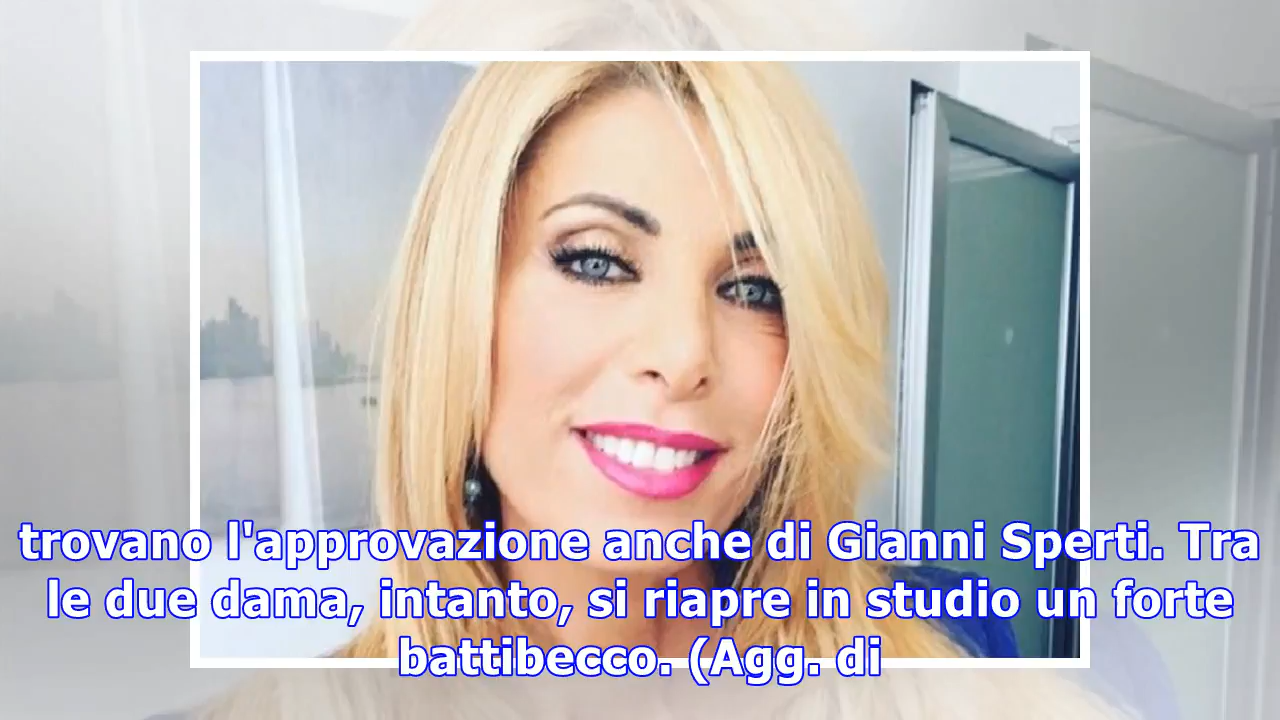 trovano l'approvazione anche di Gianni Sperti. Tra
le due dama, intanto, si riapre in studio un forte
battibecco. (Agg. di